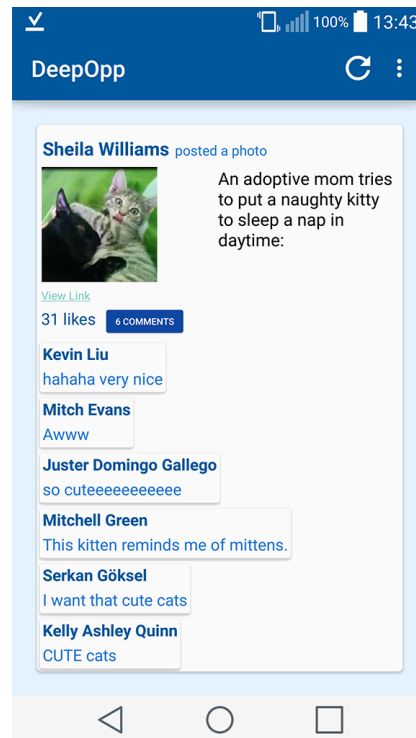 100% 13:43
DeepOpp
Sheila Williams posted a photo
An adoptive mom tries
to put a naughty kitty
to sleep a nap in
daytime:
View Link
31 likes 6 COMMENTS
Kevin Liu
hahaha very nice
Mitch Evans
Awww
Juster Domingo Gallego
so cuteeeeeeeeeee
Mitchell Green
This kitten reminds me of mittens.
Serkan Göksel
I want that cute cats
Kelly Ashley Quinn
CUTE cats